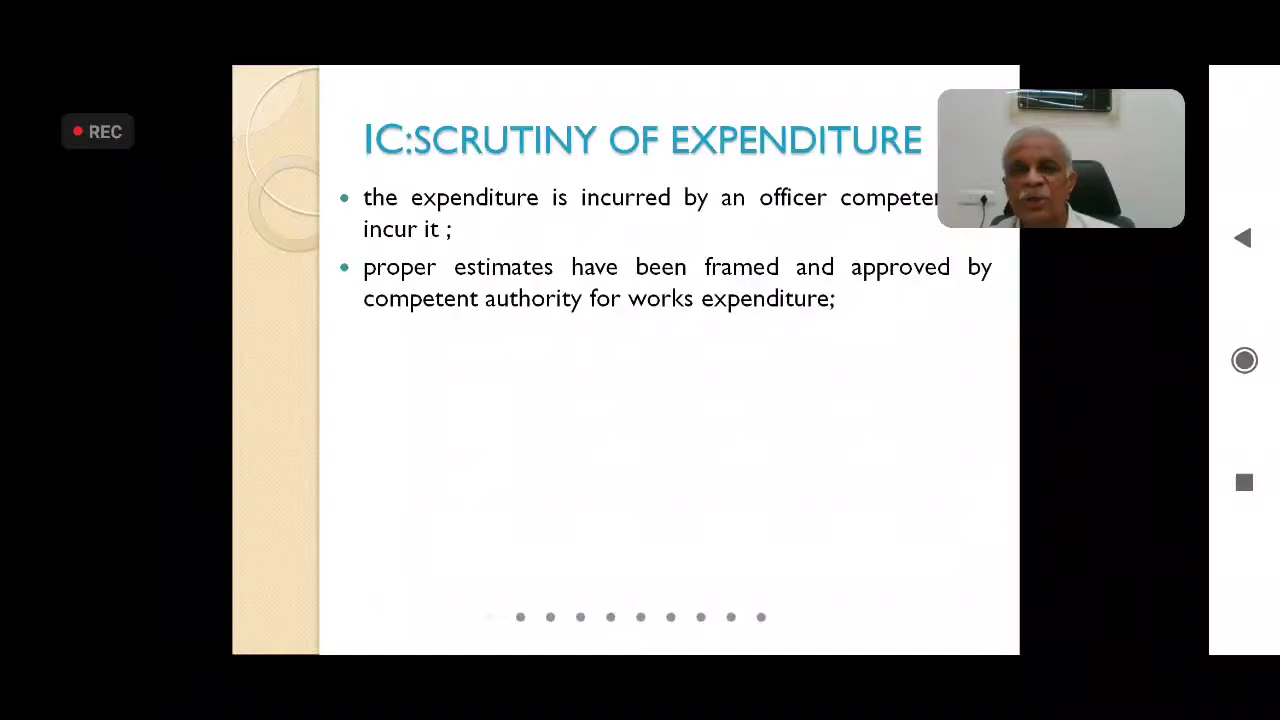 REC
IC:SCRUTINY OF EXPENDITURE
• the expenditure is incurred by an officer
incur it ;
• proper estimates have been framed and approved by
competent authority for works expenditure;